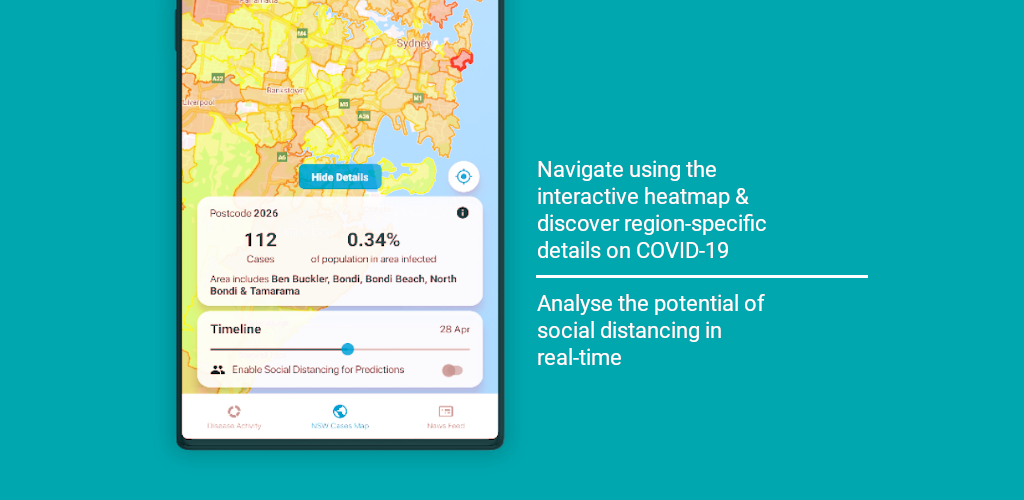 Parramatta
Sydney
M4
A22
Bankstown
Liverpool
M5
M1
A36
A6
Hide Details
Postcode 2026
112
0.34%
Cases
of population in area infected
Area includes Ben Buckler, Bondi, Bondi Beach, North
Bondi & Tamarama
Timeline
28 Apr
Enable Social Distancing for Predictions
Disease Activity
NSW Cases Map
News Feed
Navigate using the
interactive heatmap &
discover region-specific
details on COVID-19
Analyse the potential of
social distancing in
real-time